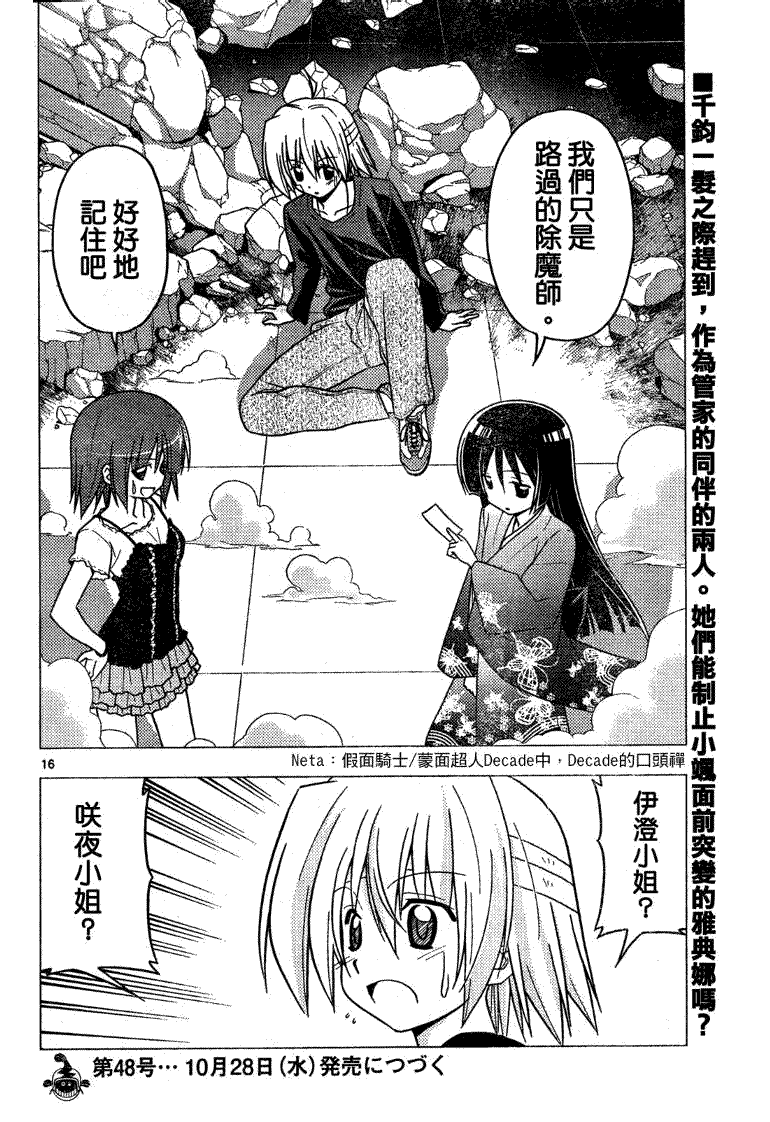 我們只是
路過的除魔師。
好好地
記住吧
■千鈞一髮之際趕到，作為管家的同伴的兩人。她們能制止小颯面前突變的雅典娜嗎？
16
Neta：假面騎士/蒙面超人Decade中，Decade的口頭禪
伊澄小姐？
咲夜小姐？
第48号… 10月28日(水)発売につづく